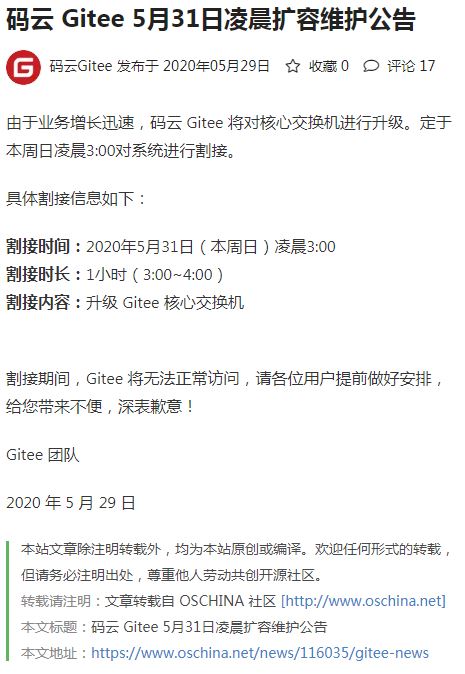 码云 Gitee 5月31日凌晨扩容维护公告
G 码云Gitee 发布于 2020年05月29日 收藏 0 评论 17
由于业务增长迅速，码云 Gitee 将对核心交换机进行升级。定于
本周日凌晨3:00对系统进行割接。
具体割接信息如下：
割接时间：2020年5月31日（本周日）凌晨3:00
割接时长：1小时（3:00~4:00）
割接内容：升级 Gitee 核心交换机
割接期间，Gitee 将无法正常访问，请各位用户提前做好安排，
给您带来不便，深表歉意！
Gitee 团队
2020 年 5 月 29 日
本站文章除注明转载外，均为本站原创或编译。欢迎任何形式的转载，
但请务必注明出处，尊重他人劳动共创开源社区。
转载请注明：文章转载自 OSCHINA 社区 [http://www.oschina.net]
本文标题：码云 Gitee 5月31日凌晨扩容维护公告
本文地址：https://www.oschina.net/news/116035/gitee-news